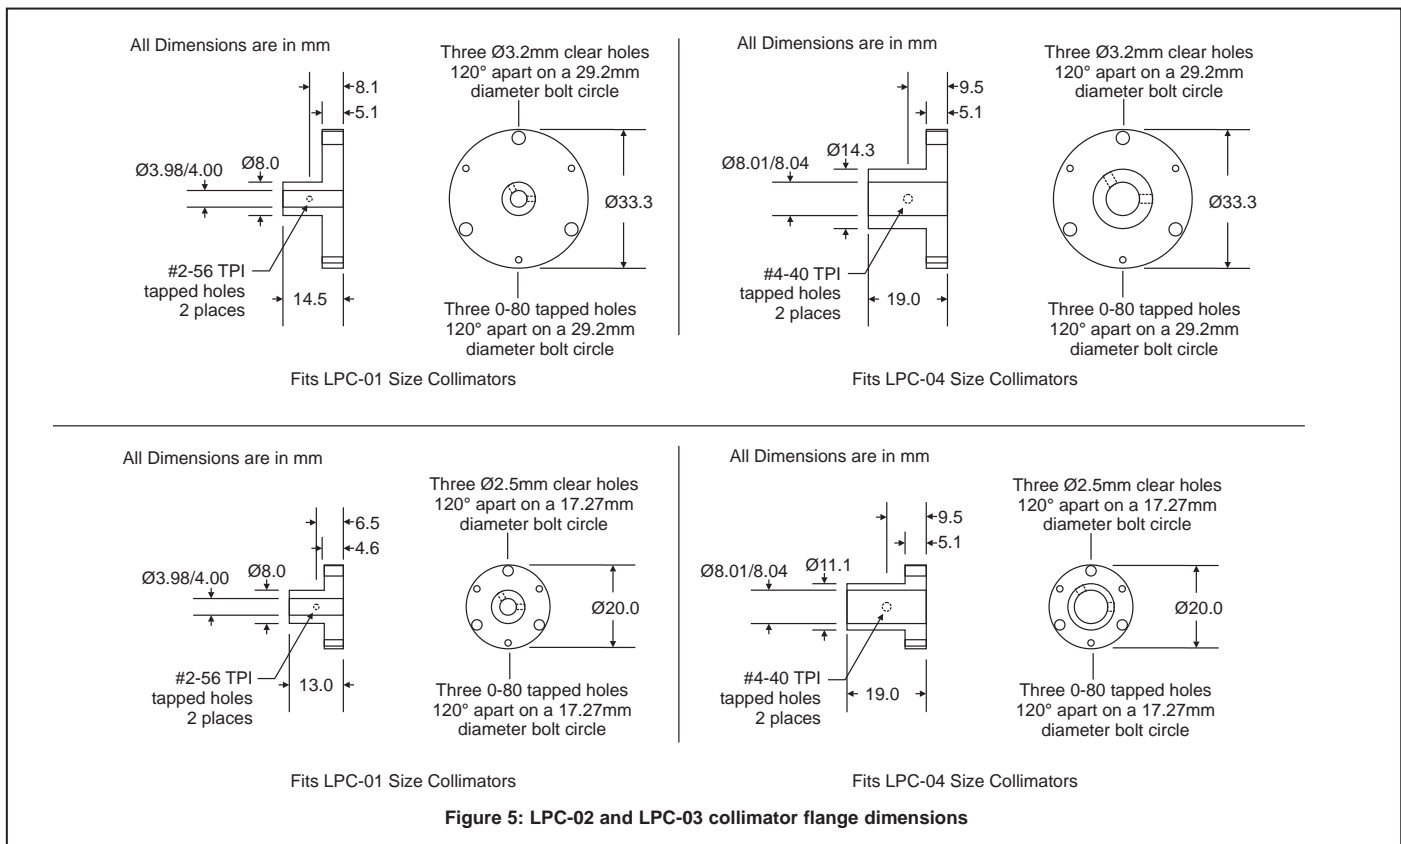 All Dimensions are in mm
Three Ø3.2mm clear holes
120° apart on a 29.2mm
diameter bolt circle
8.1
5.1
Ø3.98/4.00
Ø8.0
Ø33.3
#2-56 TPI
tapped holes
2 places
14.5
Three 0-80 tapped holes
120° apart on a 29.2mm
diameter bolt circle
Fits LPC-01 Size Collimators
All Dimensions are in mm
Three Ø3.2mm clear holes
120° apart on a 29.2mm
diameter bolt circle
9.5
5.1
Ø14.3
Ø8.01/8.04
Ø33.3
#4-40 TPI
tapped holes
2 places
19.0
Three 0-80 tapped holes
120° apart on a 29.2mm
diameter bolt circle
Fits LPC-04 Size Collimators
All Dimensions are in mm
Three Ø2.5mm clear holes
120° apart on a 17.27mm
diameter bolt circle
6.5
4.6
Ø3.98/4.00
Ø8.0
Ø20.0
#2-56 TPI
tapped holes
2 places
13.0
Three 0-80 tapped holes
120° apart on a 17.27mm
diameter bolt circle
Fits LPC-01 Size Collimators
All Dimensions are in mm
Three Ø2.5mm clear holes
120° apart on a 17.27mm
diameter bolt circle
9.5
5.1
Ø8.01/8.04
Ø11.1
Ø20.0
#4-40 TPI
tapped holes
2 places
19.0
Three 0-80 tapped holes
120° apart on a 17.27mm
diameter bolt circle
Fits LPC-04 Size Collimators
Figure 5: LPC-02 and LPC-03 collimator flange dimensions